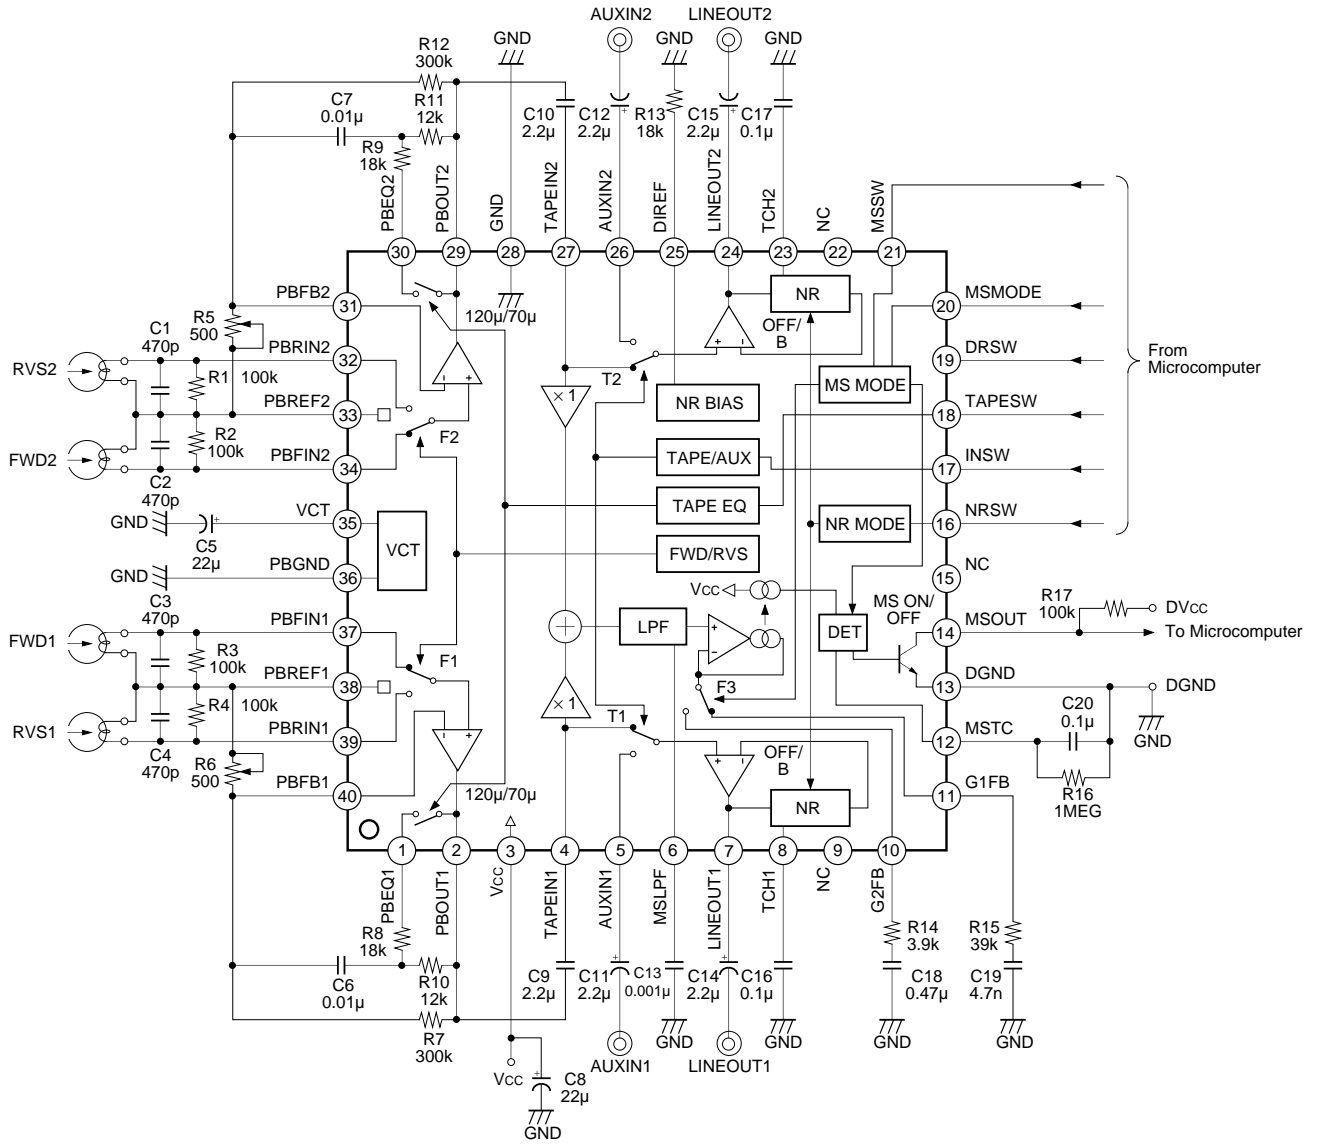 AUXIN2
LINEOUT2
GND
GND
GND
R12
300k
C7
0.01μ
R11
12k
R9
18k
C10
2.2μ
C12
2.2μ
R13
18k
C15
2.2μ
C17
0.1μ
PBEQ2
PBOUT2
GND
TAPEIN2
AUXIN2
DIREF
LINEOUT2
TCH2
NC
MSSW
30
29
28
27
26
25
24
23
22
21
PBFB2
31
120μ/70μ
NR
OFF/
B
20
MSMODE
R5
500
C1
470p
RVS2
R1
100k
PBRIN2
32
T2
MS MODE
19
DRSW
From
Microcomputer
PBREF2
33
× 1
NR BIAS
18
TAPESW
R2
100k
F2
FWD2
PBFIN2
34
TAPE/AUX
17
INSW
C2
470p
TAPE EQ
GND
C5
22μ
VCT
35
VCT
NR MODE
16
NRSW
GND
PBGND
36
FWD/RVS
15
NC
VCC
MS ON/
OFF
R17
100k
DVCC
C3
470p
FWD1
PBFIN1
37
LPF
+
−
DET
14
MSOUT
To Microcomputer
R3
100k
F1
PBREF1
38
F3
13
DGND
DGND
R4
100k
× 1
C20
0.1μ
GND
RVS1
PBRIN1
39
T1
12
MSTC
C4
470p
R6
500
OFF/
B
R16
1MEG
PBFB1
40
120μ/70μ
NR
11
G1FB
1
2
3
4
5
6
7
8
9
10
PBEQ1
PBOUT1
VCC
TAPEIN1
AUXIN1
MSLPF
LINEOUT1
TCH1
NC
G2FB
R8
18k
R14
3.9k
R15
39k
C6
0.01μ
R10
12k
C9
2.2μ
C11
2.2μ
C13
0.001μ
C14
2.2μ
C16
0.1μ
C18
0.47μ
C19
4.7n
R7
300k
GND
GND
GND
GND
AUXIN1
LINEOUT1
VCC
C8
22μ
GND